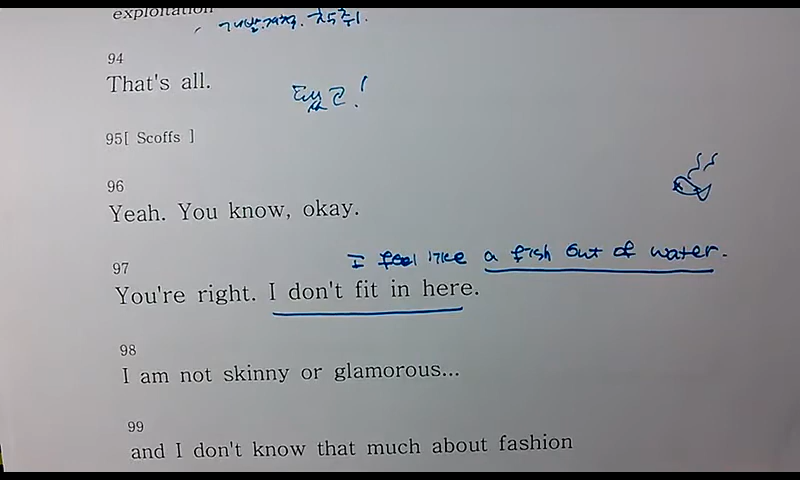 exploitation
94
That's all.
95[ Scoffs ]
96
Yeah. You know, okay.
I feel like a fish out of water.
97
You're right. I don't fit in here.
98
I am not skinny or glamorous...
99
and I don't know that much about fashion